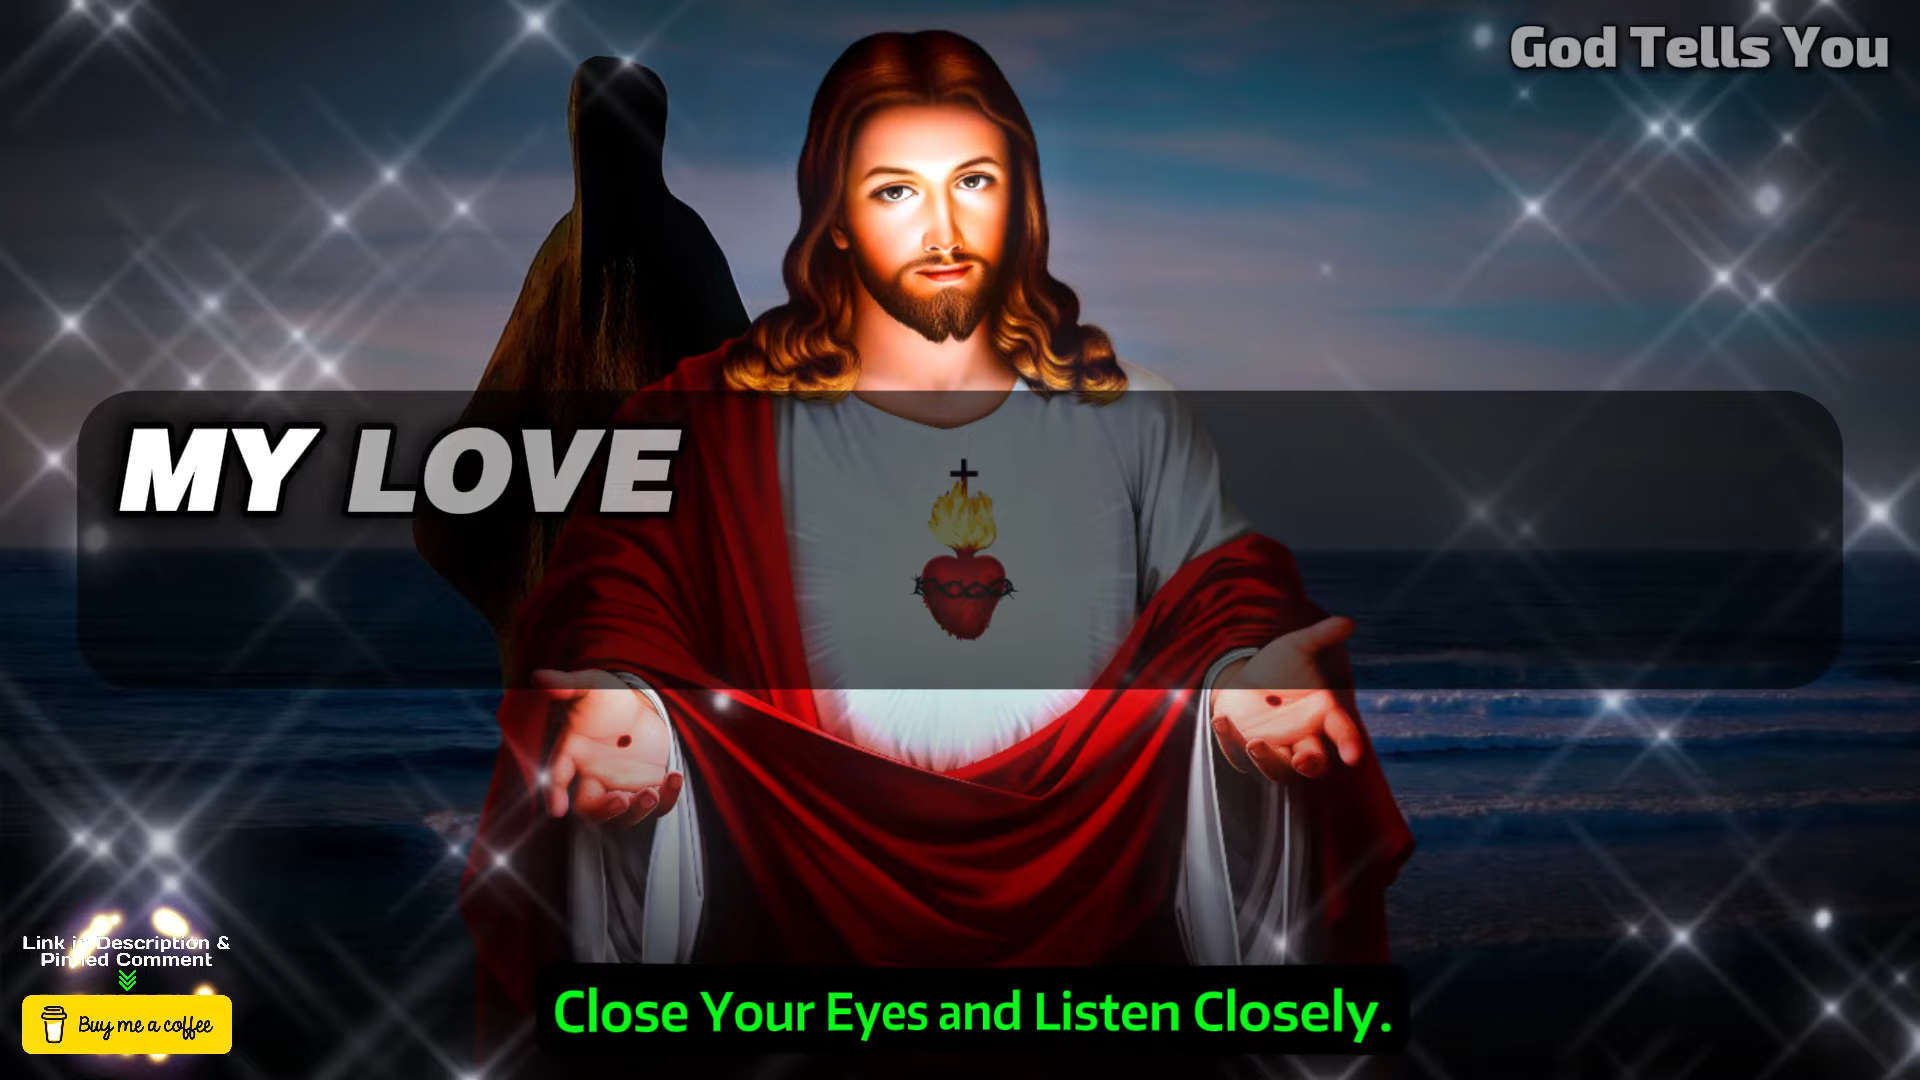 God Tells You
MY LOVE
Link in Description &
Pinned Comment
Buy me a coffee
Close Your Eyes and Listen Closely.